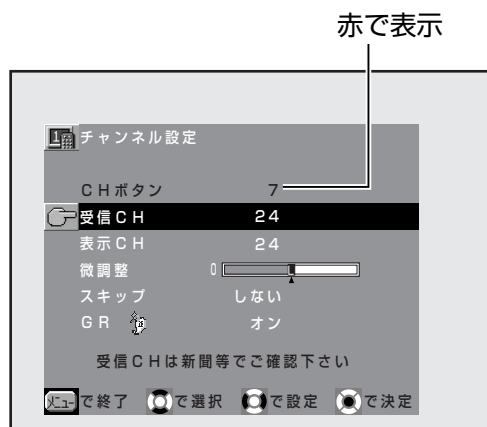 赤で表示
チャンネル設定
CHボタン 7
受信CH 24
表示CH 24
微調整 0
スキップ しない
GR オン
受信CHは新聞等でご確認下さい
メニューで終了 で選択 で設定 で決定